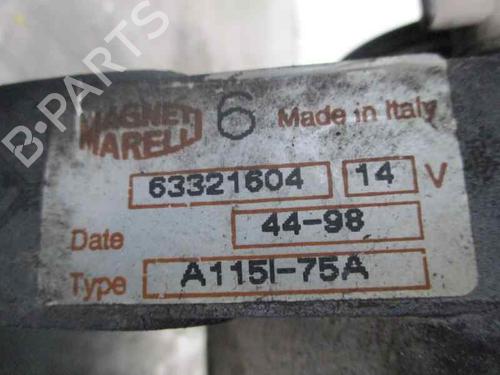 B-PARTS
MAGNETI 6 Made in Italy
MARELLI
63321604 14 V
Date 44-98
Type A115I-75A